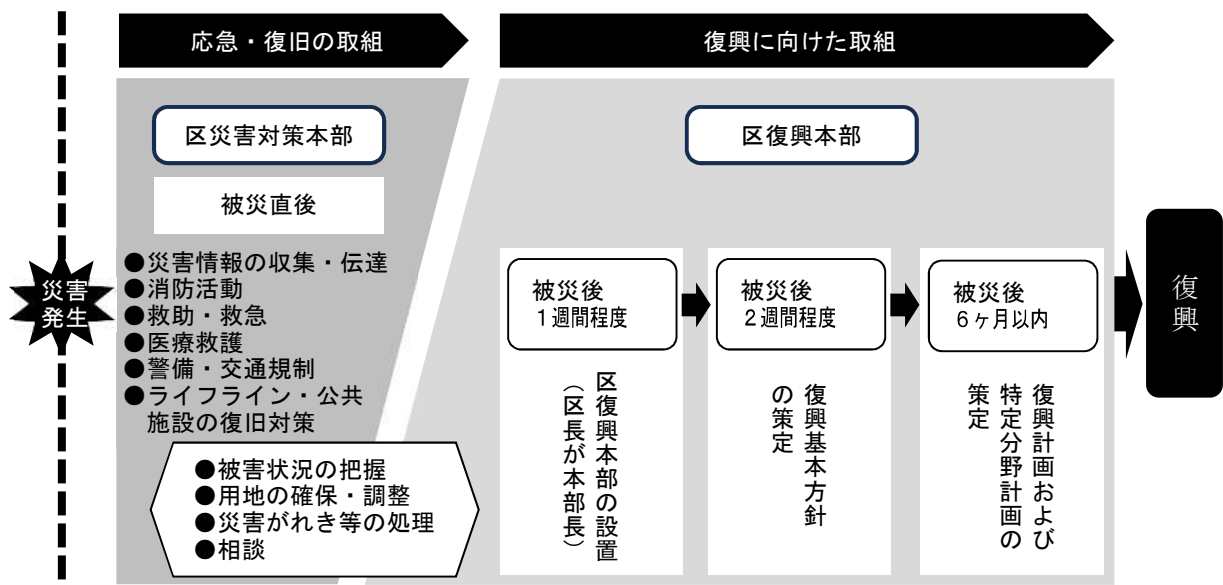 応急・復旧の取組
復興に向けた取組
区災害対策本部
区復興本部
被災直後
災害
発生
●災害情報の収集・伝達
●消防活動
●救助・救急
●医療救護
●警備・交通規制
●ライフライン・公共
施設の復旧対策
●被害状況の把握
●用地の確保・調整
●災害がれき等の処理
●相談
被災後
１週間程度
区復興本部の設置
（区長が本部長）
被災後
２週間程度
復興基本方針
の策定
被災後
６ヶ月以内
復興計画および
特定分野計画の
策定
復興